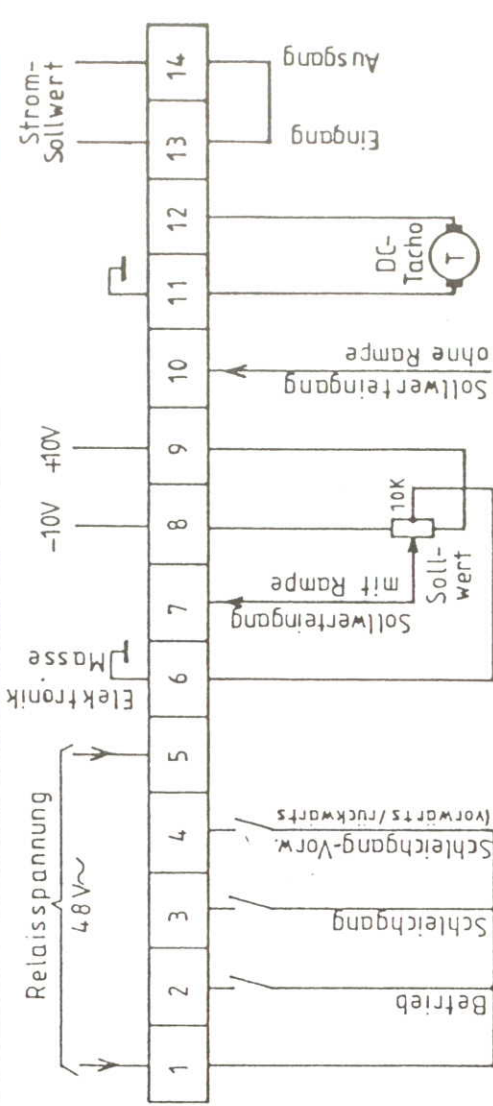 Relaisspannung
48V~
Elektronik
Masse
-10V
+10V
Strom-
Sollwert
1
2
3
4
5
6
7
8
9
10
11
12
13
14
Betrieb
Schleichgang
Schleichgang-Vorw.
(vorwärts/rückwärts
Sollwerteingang
mit Rampe
Soll-
wert
10K
Sollwerteingang
ohne Rampe
DC-
Tacho
T
Eingang
Ausgang